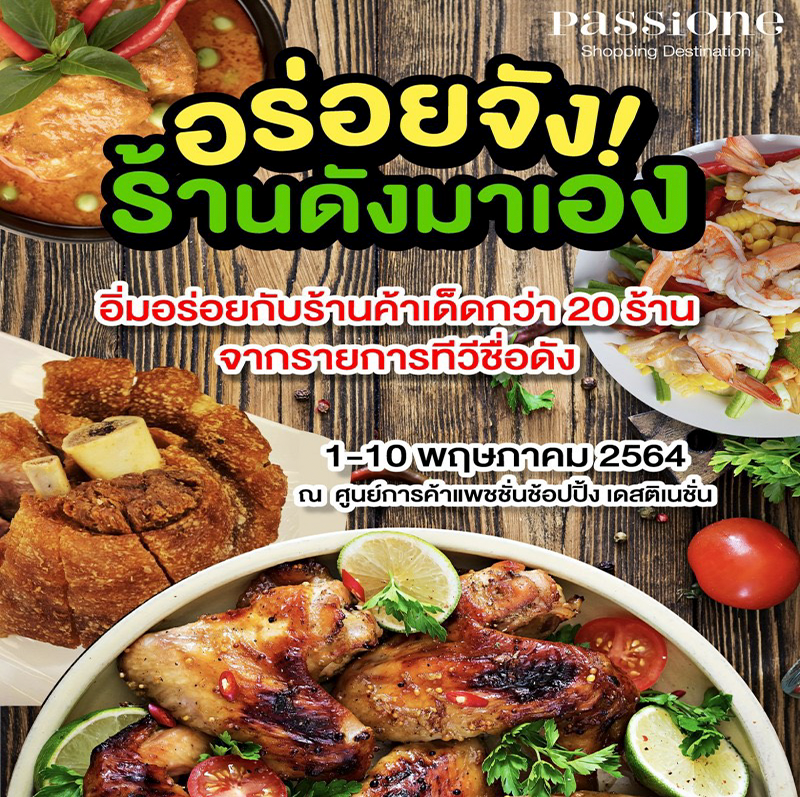 Passione
Shopping Destination
อร่อยจัง!
ร้านดังมาเอง
อิ่มอร่อยกับร้านค้าเด็ดกว่า 20 ร้าน
จากรายการทีวีชื่อดัง
1–10 พฤษภาคม 2564
ณ ศูนย์การค้าแพชชั่นช้อปปิ้ง เดสติเนชั่น